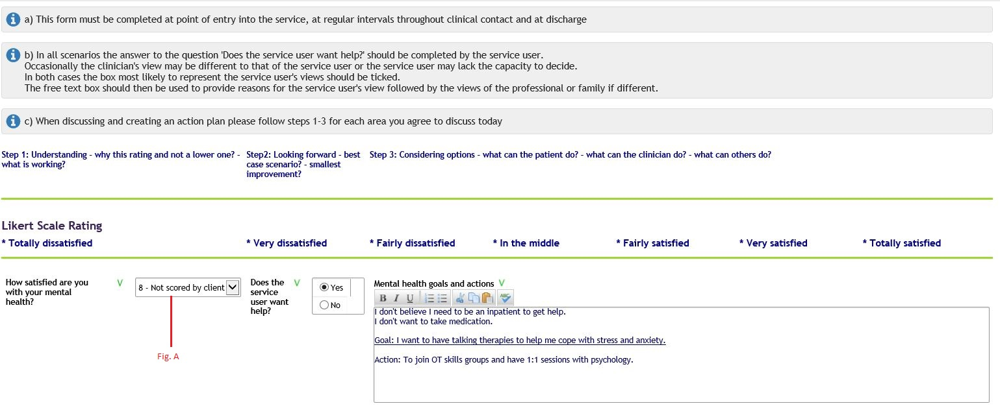 a) This form must be completed at point of entry into the service, at regular intervals throughout clinical contact and at discharge
b) In all scenarios the answer to the question 'Does the service user want help?' should be completed by the service user.
Occasionally the clinician's view may be different to that of the service user or the service user may lack the capacity to decide.
In both cases the box most likely to represent the service user's views should be ticked.
The free text box should then be used to provide reasons for the service user's view followed by the views of the professional or family if different.
c) When discussing and creating an action plan please follow steps 1-3 for each area you agree to discuss today
Step 1: Understanding - why this rating and not a lower one? -
what is working?
Step2: Looking forward - best
case scenario? - smallest
improvement?
Step 3: Considering options - what can the patient do? - what can the clinician do? - what can others do?
Likert Scale Rating
* Totally dissatisfied
* Very dissatisfied
* Fairly dissatisfied
* In the middle
* Fairly satisfied
* Very satisfied
* Totally satisfied
How satisfied are you
with your mental
health?
V
8 - Not scored by client
Fig. A
Does the
service
user want
help?
V
Yes
No
Mental health goals and actions V
B I U
ABC
I don't believe I need to be an inpatient to get help.
I don't want to take medication.
Goal: I want to have talking therapies to help me cope with stress and anxiety.
Action: To join OT skills groups and have 1:1 sessions with psychology.